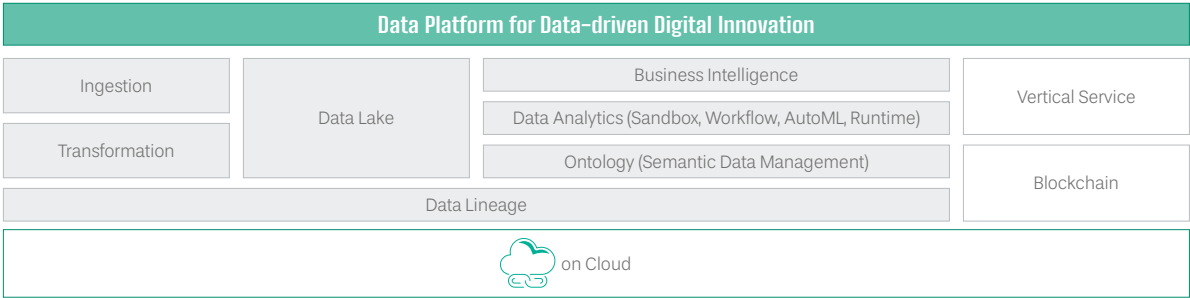 Data Platform for Data-driven Digital Innovation
Ingestion
Transformation
Data Lake
Business Intelligence
Data Analytics (Sandbox, Workflow, AutoML, Runtime)
Ontology (Semantic Data Management)
Data Lineage
Vertical Service
Blockchain
on Cloud